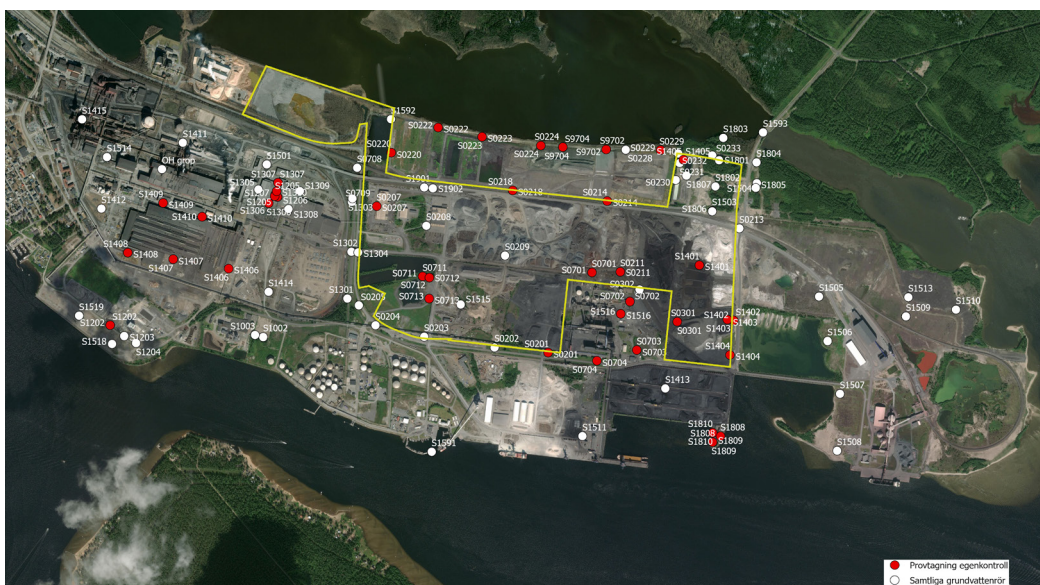 S1592
S1415
S0222
S0222
S0223
S0223
S1593
S1803
S1411
S0220
S0220
S0224
S0224
S9704
S9704
S9702
S9702
S0229
S0229
S0228
S1405
S1405
S0233
S1514
OH grop
S1501
S0708
S0232
S1801
S1804
S0231
S0230
S1305
S1307
S1307
S1205
S1309
S1901
S1902
S0218
S0218
S1807
S1802
S1504
S1805
S1409
S1409
S1205
S1206
S1306
S1308
S0709
S1303
S0207
S0207
S0214
S0214
S1412
S1410
S1410
S1806
S1503
S0208
S0213
S1408
S1408
S1407
S1407
S1406
S1406
S1302
S1304
S0209
S0711
S0711
S0712
S0712
S0701
S0701
S0211
S0211
S1401
S1401
S1414
S1301
S0205
S0713
S0713
S1515
S0302
S0702
S0702
S1505
S1513
S1509
S1510
S1519
S1202
S1202
S0204
S1516
S1516
S0301
S0301
S1402
S1402
S1403
S1403
S1518
S1203
S1204
S1003
S1002
S0203
S0202
S0201
S0201
S0703
S0703
S0704
S0704
S1404
S1404
S1506
S1413
S1507
S1511
S1591
S1810
S1808
S1808
S1810
S1809
S1809
S1508
Provtagning egenkontroll
Samtliga grundvattenrör